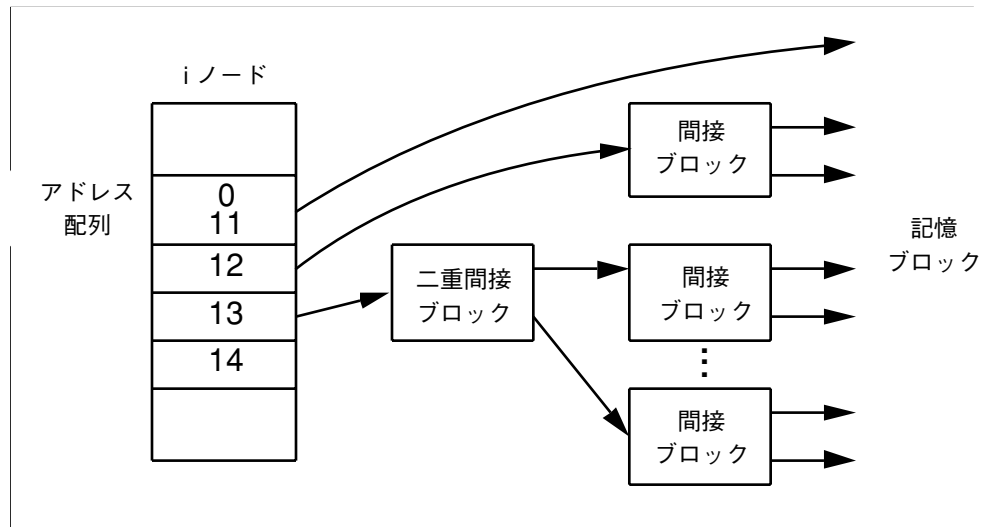 i ノード
アドレス
配列
0
11
12
13
14
二重間接
ブロック
間接
ブロック
間接
ブロック
間接
ブロック
記憶
ブロック